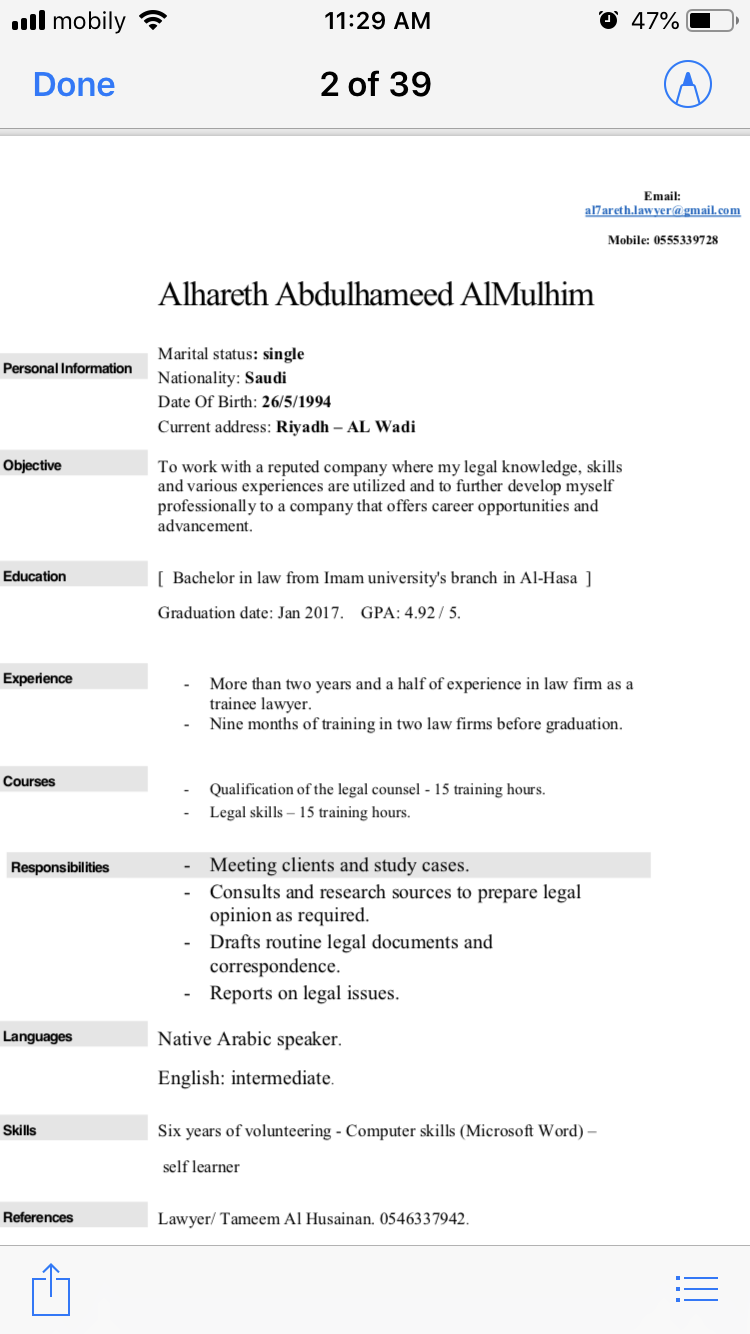 mobily 11:29 AM 47%
Done 2 of 39
Email:
al7areth.lawyer@gmail.com
Mobile: 0555339728
Alhareth Abdulhameed AlMulhim
Personal Information
Marital status: single
Nationality: Saudi
Date Of Birth: 26/5/1994
Current address: Riyadh – AL Wadi
Objective
To work with a reputed company where my legal knowledge, skills
and various experiences are utilized and to further develop myself
professionally to a company that offers career opportunities and
advancement.
Education
[ Bachelor in law from Imam university's branch in Al-Hasa ]
Graduation date: Jan 2017. GPA: 4.92 / 5.
Experience
- More than two years and a half of experience in law firm as a
trainee lawyer.
- Nine months of training in two law firms before graduation.
Courses
- Qualification of the legal counsel - 15 training hours.
- Legal skills – 15 training hours.
Responsibilities
- Meeting clients and study cases.
- Consults and research sources to prepare legal
opinion as required.
- Drafts routine legal documents and
correspondence.
- Reports on legal issues.
Languages
Native Arabic speaker.
English: intermediate.
Skills
Six years of volunteering - Computer skills (Microsoft Word) –
self learner
References
Lawyer/ Tameem Al Husainan. 0546337942.